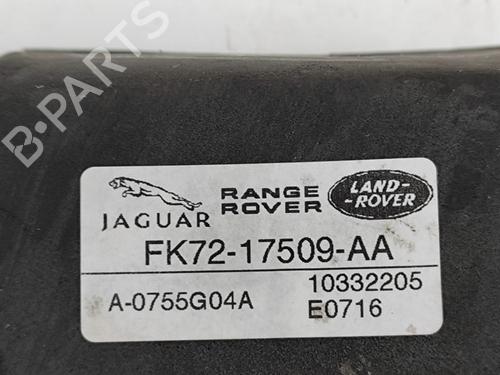 B-PARTS
JAGUAR
RANGE
ROVER
LAND-
ROVER
FK72-17509-AA
A-0755G04A
10332205
E0716